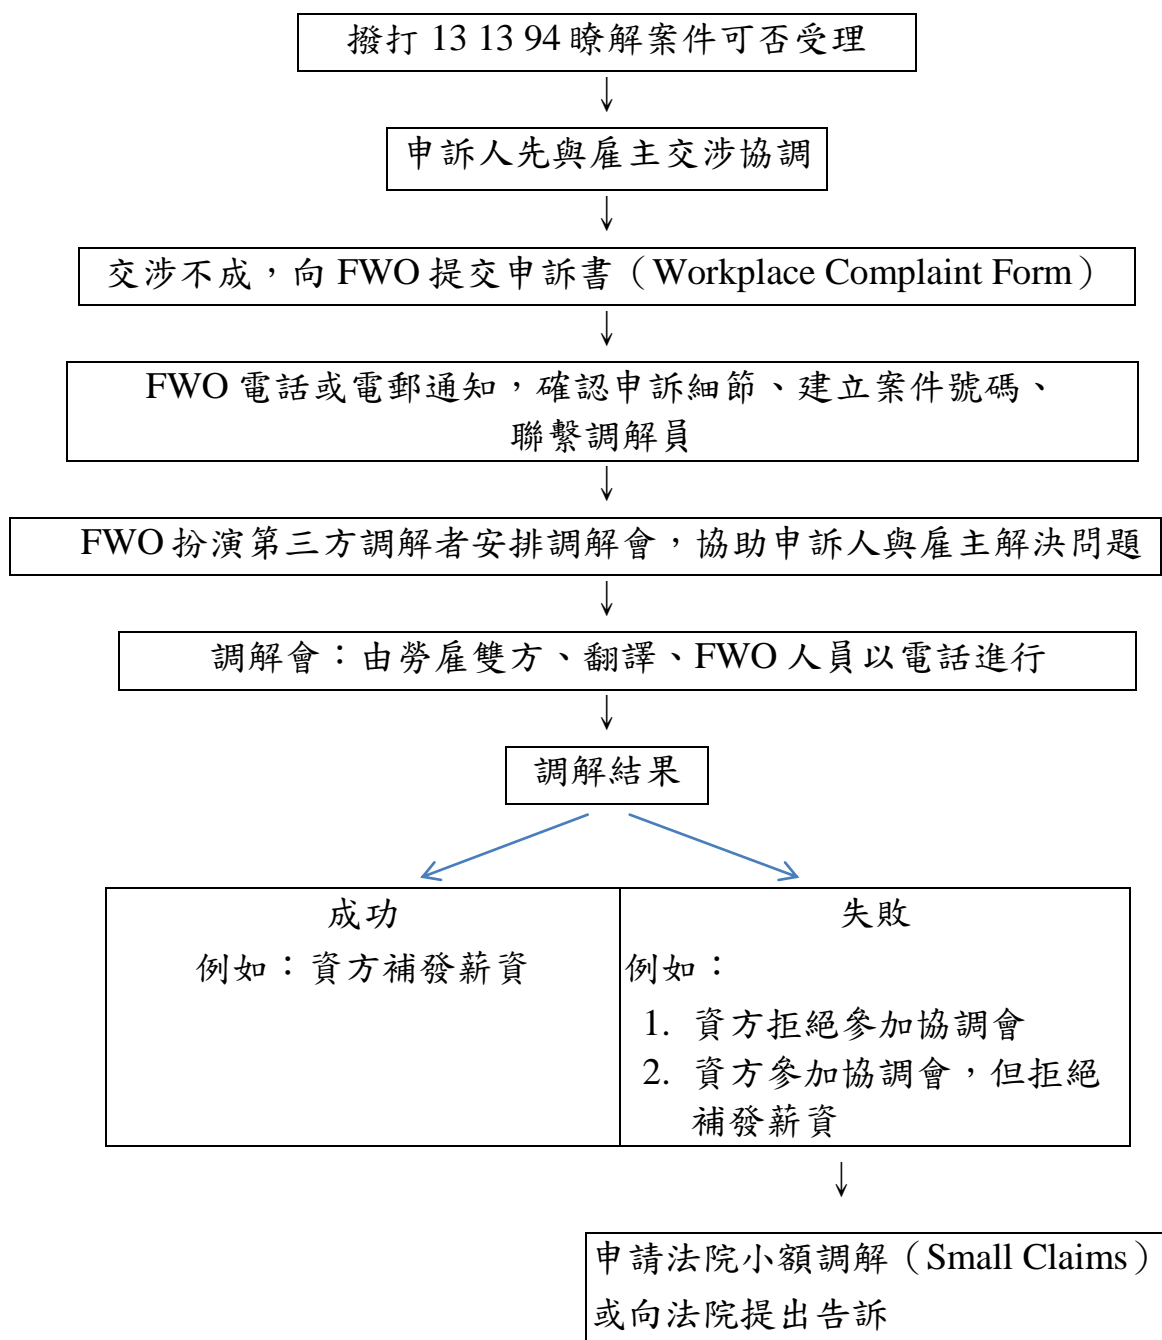 撥打 13 13 94 瞭解案件可否受理
↓
申訴人先與雇主交涉協調
↓
交涉不成，向 FWO 提交申訴書（Workplace Complaint Form）
↓
FWO 電話或電郵通知，確認申訴細節、建立案件號碼、
聯繫調解員
↓
FWO 扮演第三方調解者安排調解會，協助申訴人與雇主解決問題
↓
調解會：由勞雇雙方、翻譯、FWO 人員以電話進行
↓
調解結果
成功
例如：資方補發薪資
失敗
例如：
1. 資方拒絕參加協調會
2. 資方參加協調會，但拒絕
補發薪資
↓
申請法院小額調解（Small Claims）
或向法院提出告訴